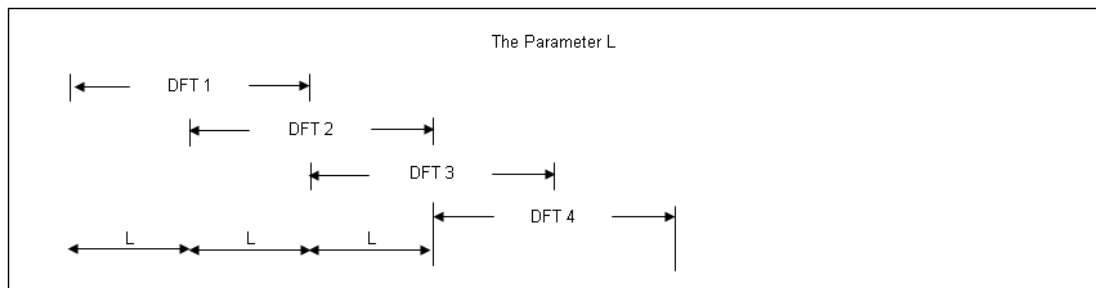 The Parameter L
DFT 1
DFT 2
DFT 3
DFT 4
L L L